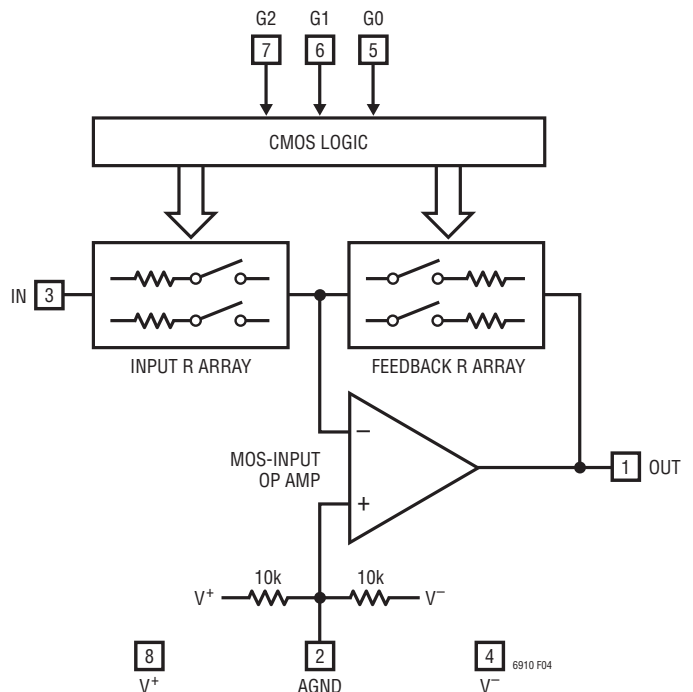 G2 G1 G0
7 6 5
CMOS LOGIC
IN 3
INPUT R ARRAY
FEEDBACK R ARRAY
MOS-INPUT
OP AMP
−
+
1 OUT
10k 10k
V+ V−
8 2 4 6910 F04
V+ AGND V−